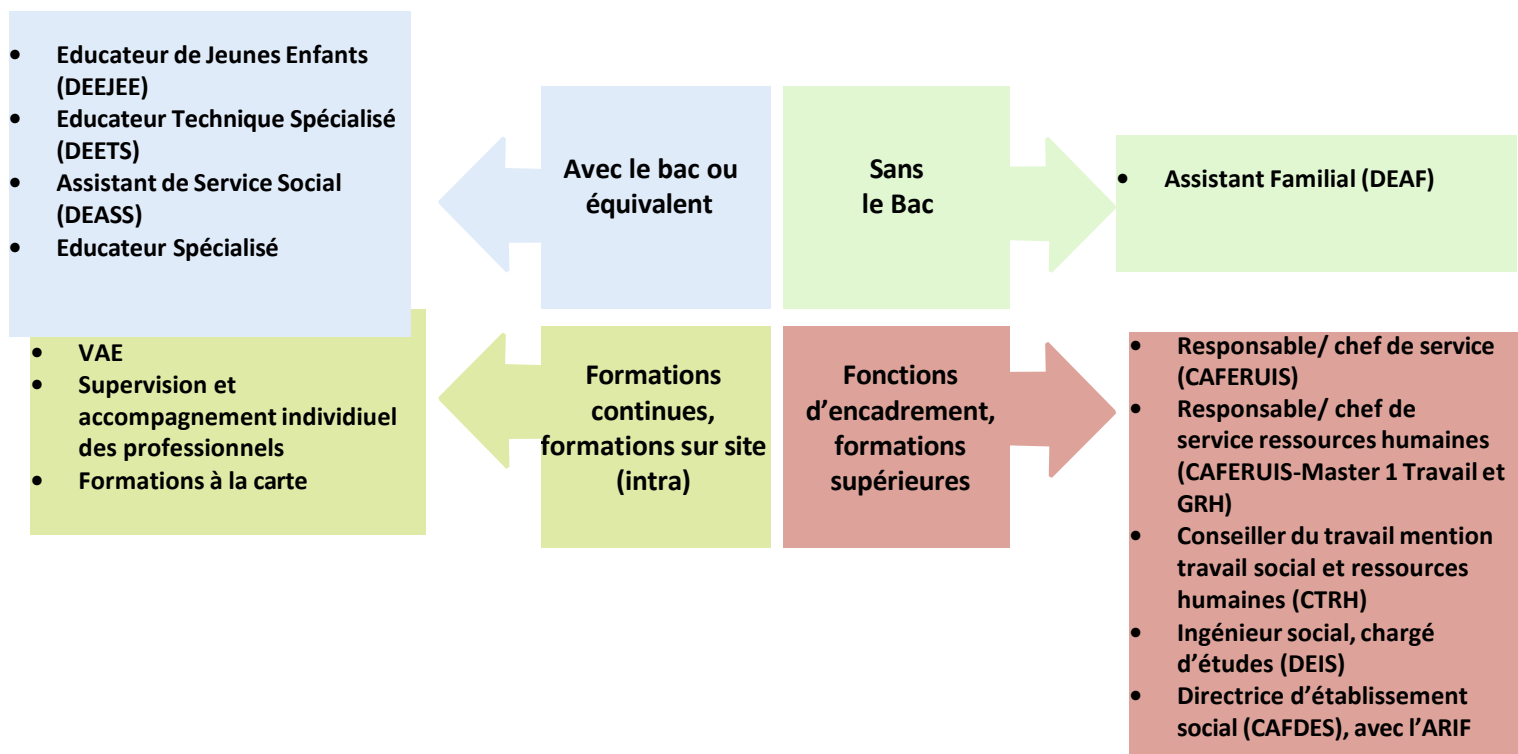 • Educateur de Jeunes Enfants
(DEEJEE)
• Educateur Technique Spécialisé
(DEETS)
• Assistant de Service Social
(DEASS)
• Educateur Spécialisé
Avec le bac ou
équivalent
Sans
le Bac
• Assistant Familial (DEAF)
• VAE
• Supervision et
accompagnement individiuel
des professionnels
• Formations à la carte
Formations
continues,
formations sur site
(intra)
Fonctions
d’encadrement,
formations
supérieures
• Responsable/ chef de service
(CAFERUIS)
• Responsable/ chef de
service ressources humaines
(CAFERUIS-Master 1 Travail et
GRH)
• Conseiller du travail mention
travail social et ressources
humaines (CTRH)
• Ingénieur social, chargé
d’études (DEIS)
• Directrice d’établissement
social (CAFDES), avec l’ARIF